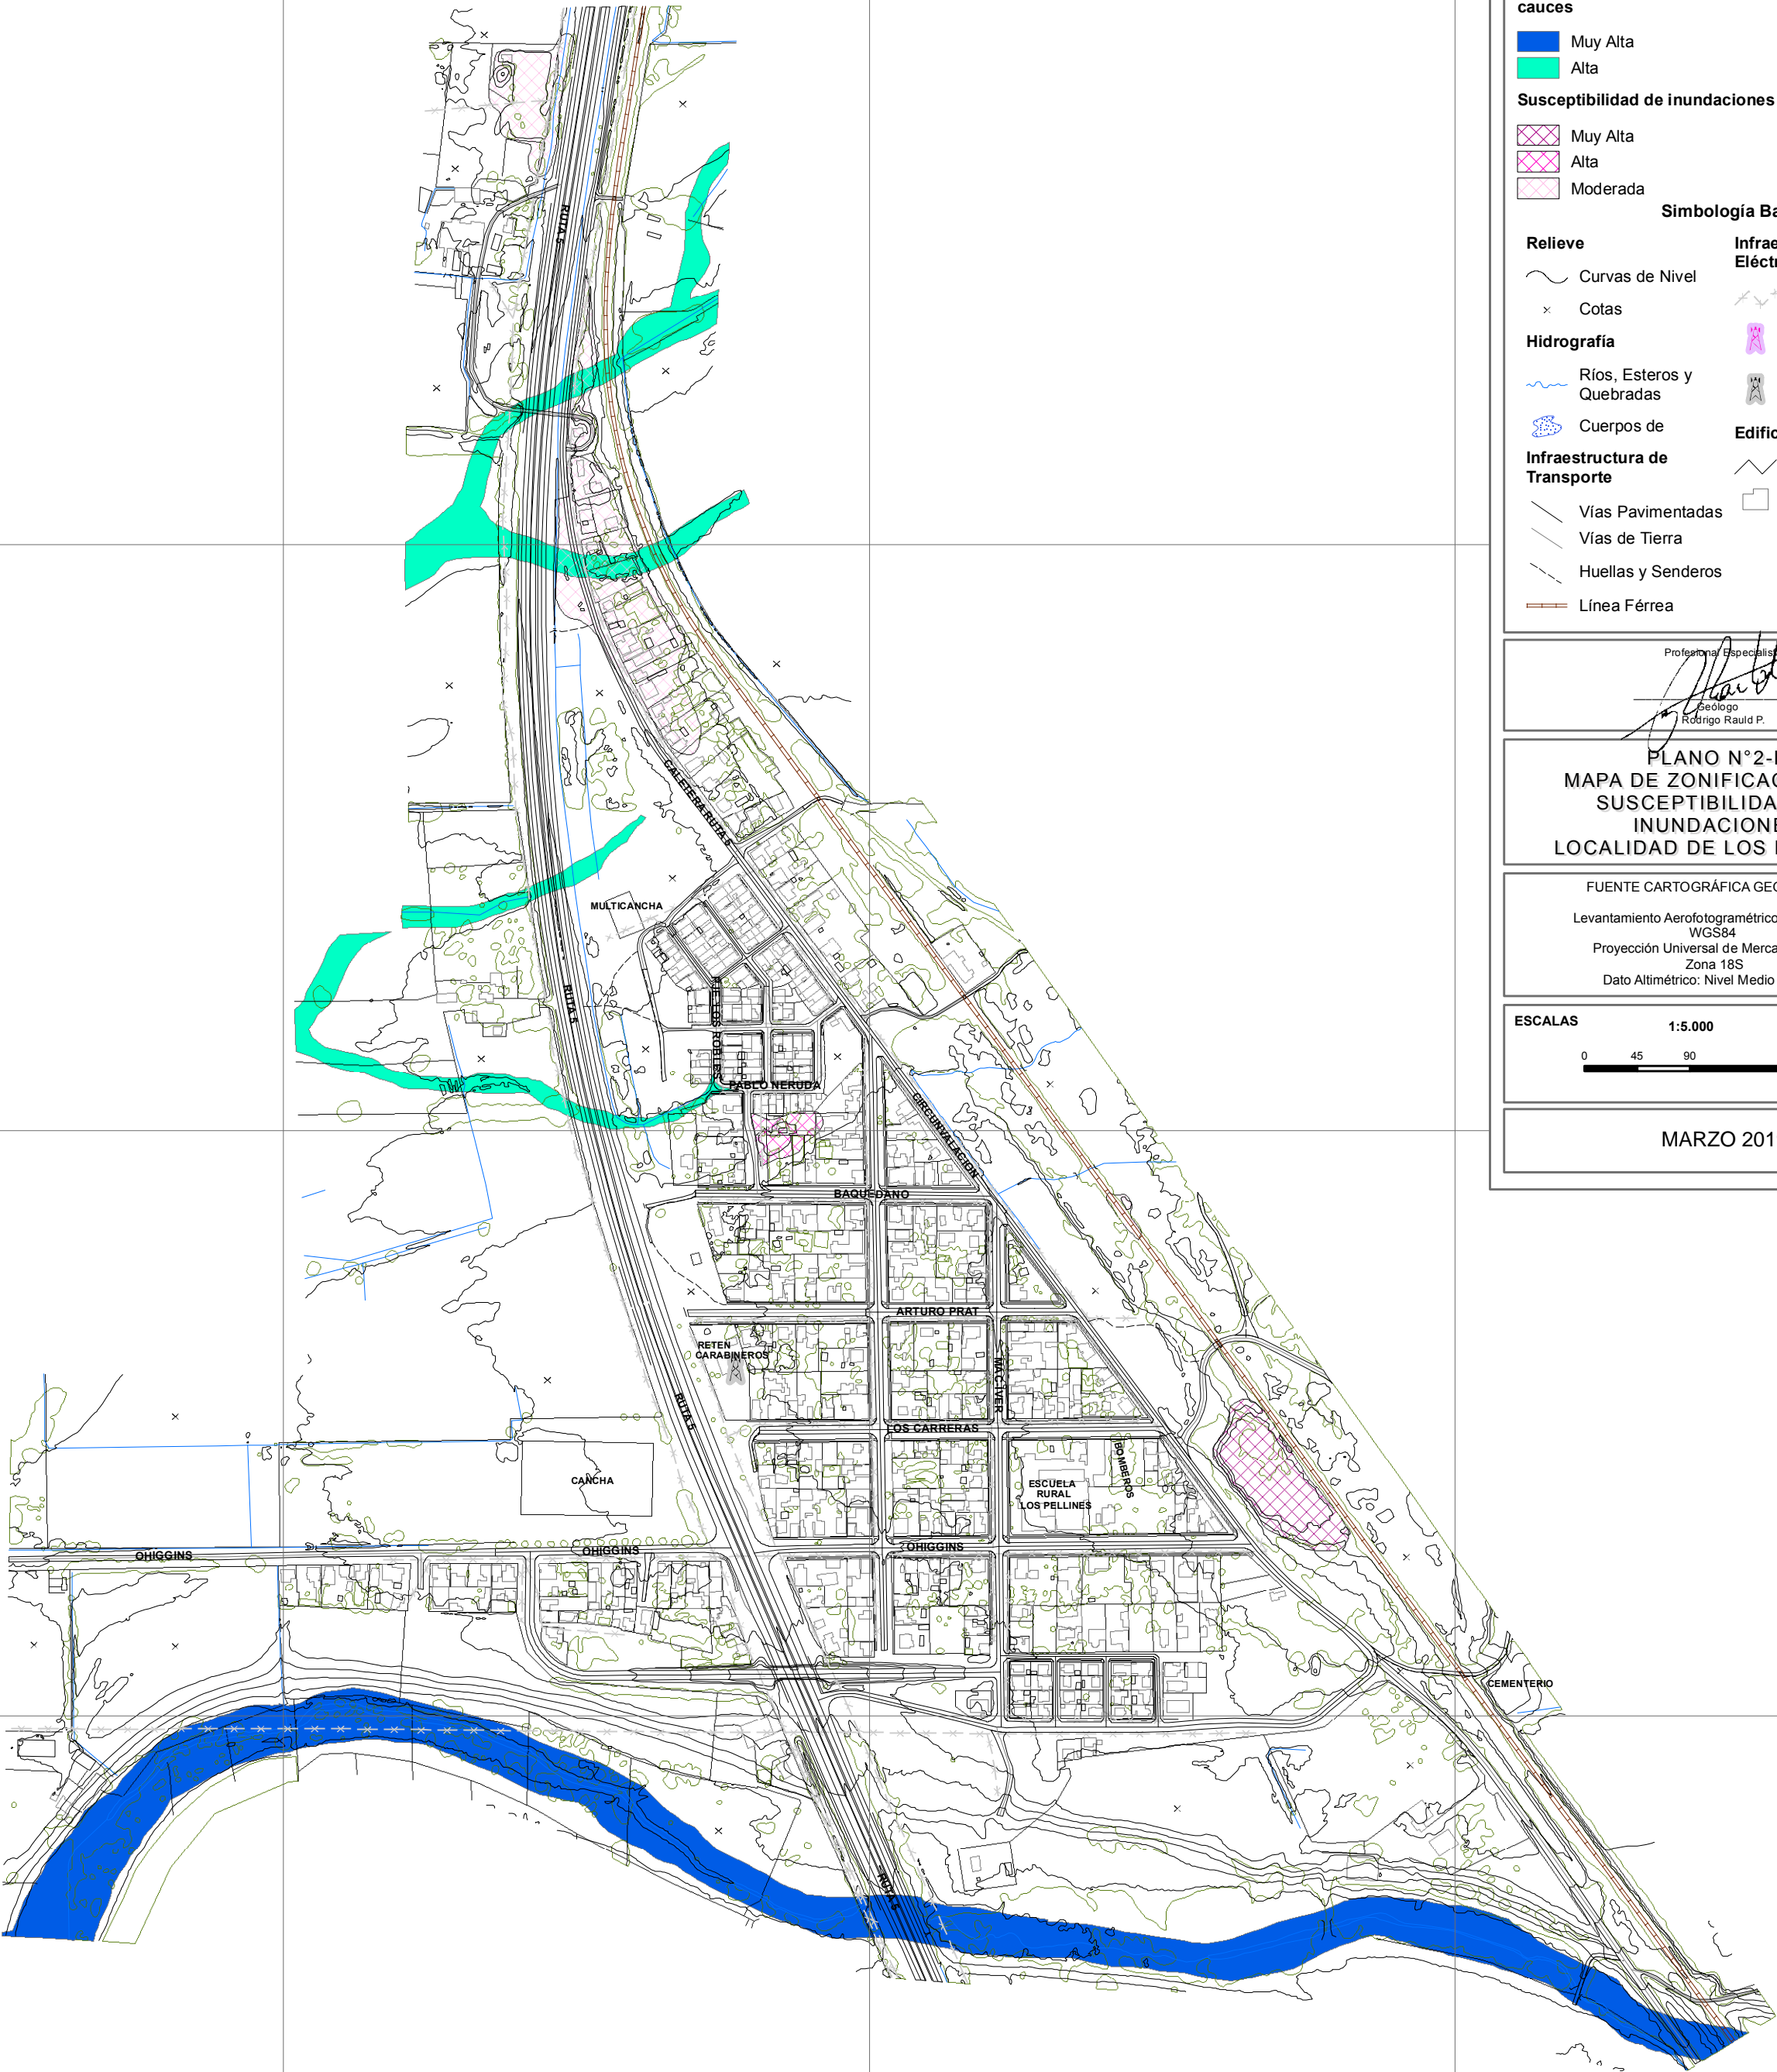 cauces
Muy Alta
Alta
Susceptibilidad de inundaciones
Muy Alta
Alta
Moderada
Simbología Ba
Relieve
Curvas de Nivel
Cotas
Hidrografía
Ríos, Esteros y
Quebradas
Cuerpos de
Infraestructura de
Transporte
Vías Pavimentadas
Vías de Tierra
Huellas y Senderos
Línea Férrea
Infrae
Eléctr
Edific
Profesional Especialist
Geólogo
Rodrigo Rauld P.
PLANO N°2-
MAPA DE ZONIFICAC
SUSCEPTIBILIDA
INUNDACIONE
LOCALIDAD DE LOS
FUENTE CARTOGRÁFICA GEO
Levantamiento Aerofotogramétrico
WGS84
Proyección Universal de Merca
Zona 18S
Dato Altimétrico: Nivel Medio
ESCALAS
1:5.000
0 45 90
MARZO 201
RUTA 5
CALETERA RUTA 5
MULTICANCHA
RUTA 5
JE LOS ROBLES
PABLO NERUDA
CIRCUNVALACION
BAQUEDANO
ARTURO PRAT
RETEN
CARABINEROS
MAC IVER
RUTA 5
LOS CARRERAS
CANCHA
ESCUELA
RURAL
LOS PELLINES
BOMBEROS
OHIGGINS
OHIGGINS
OHIGGINS
CEMENTERIO
RUTA 5